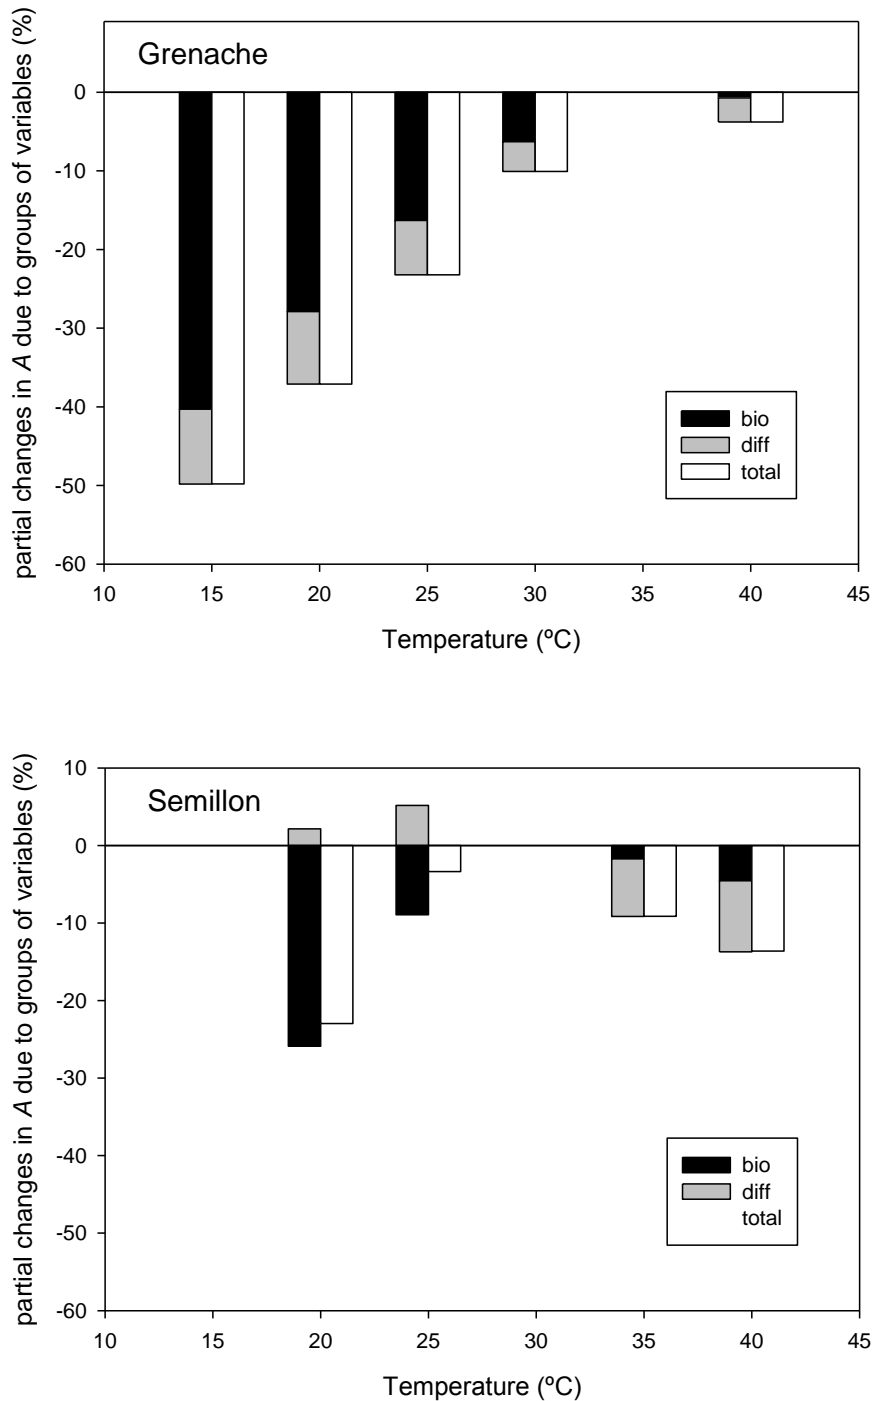 partial changes in A due to groups of variables (%)
Grenache
0
-10
-20
-30
-40
-50
-60
bio
diff
total
10 15 20 25 30 35 40 45
Temperature (ºC)
partial changes in A due to groups of variables (%)
Semillon
10
0
-10
-20
-30
-40
-50
-60
bio
diff
total
10 15 20 25 30 35 40 45
Temperature (ºC)